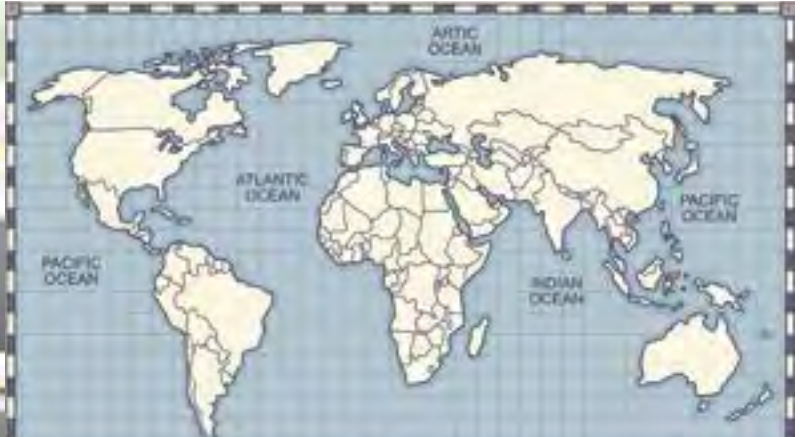 ARTIC
OCEAN
ATLANTIC
OCEAN
PACIFIC
OCEAN
PACIFIC
OCEAN
INDIAN
OCEAN